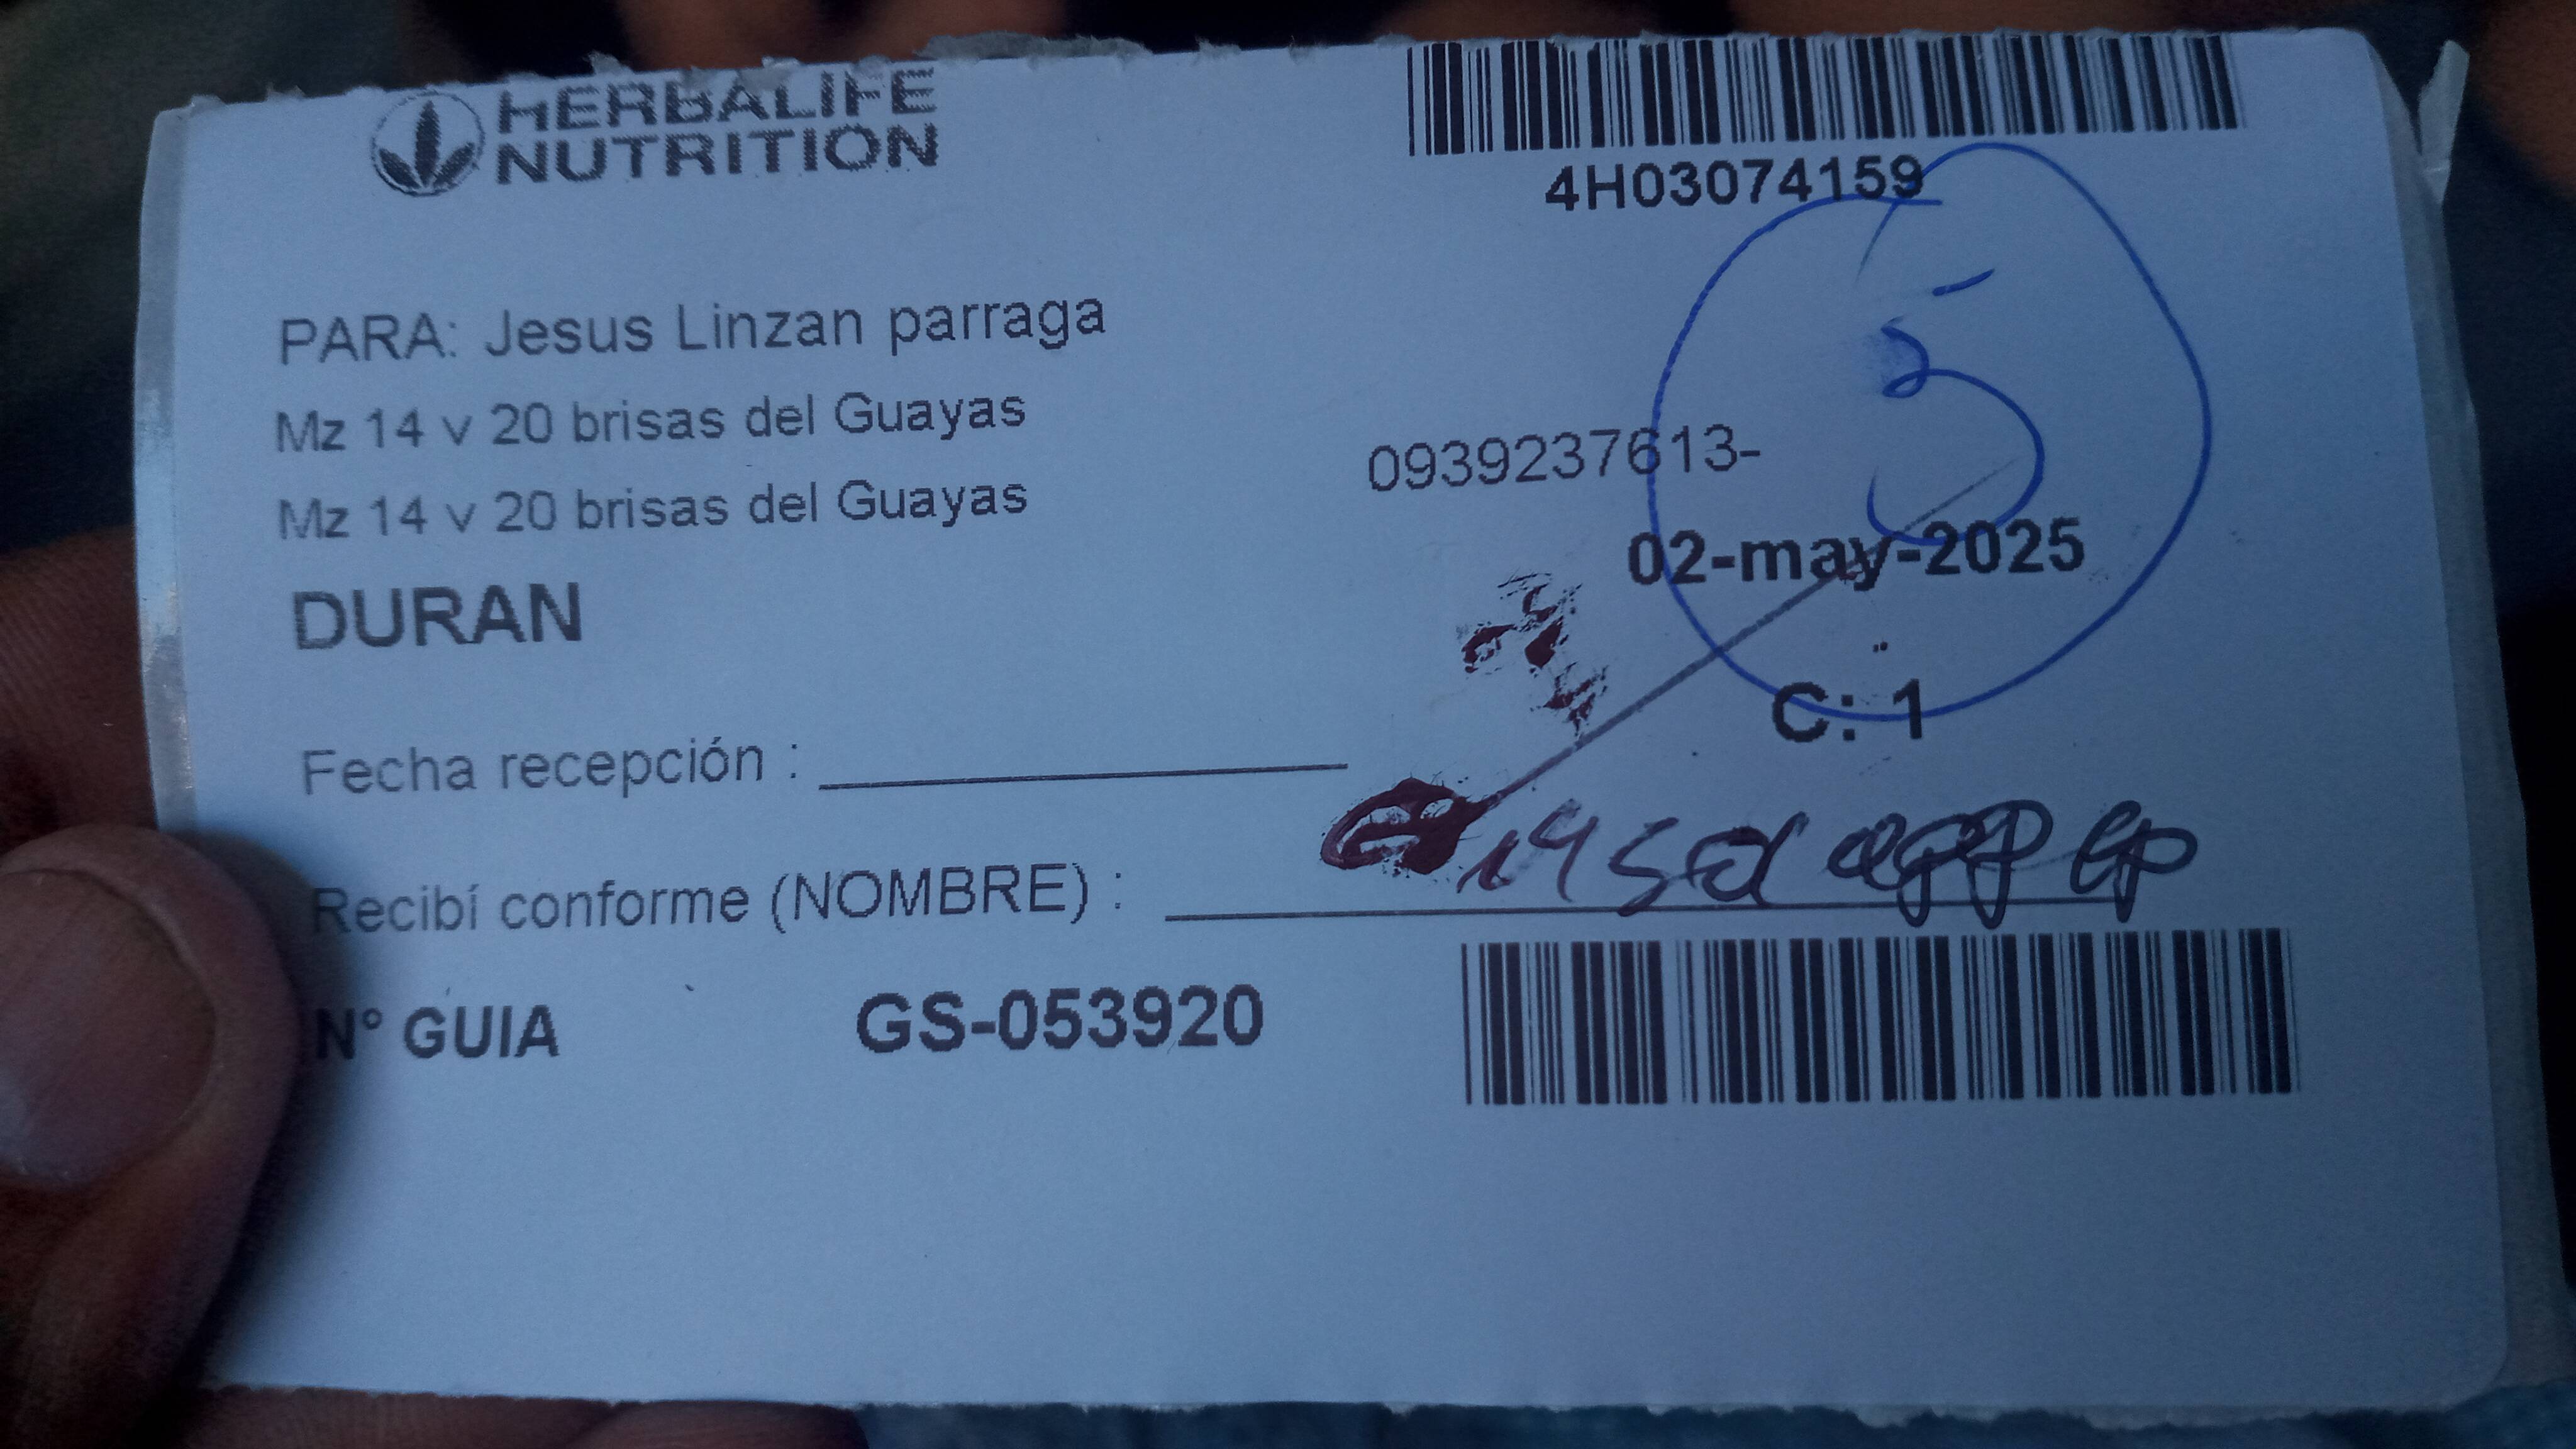 HERBALIFE
NUTRITION
4H03074159
PARA: Jesus Linzan parraga
Mz 14 v 20 brisas del Guayas
0939237613-
Mz 14 v 20 brisas del Guayas
02-may-2025
5
DURAN
C: 1
Fecha recepción :
Recibí conforme (NOMBRE) :
N° GUIA GS-053920